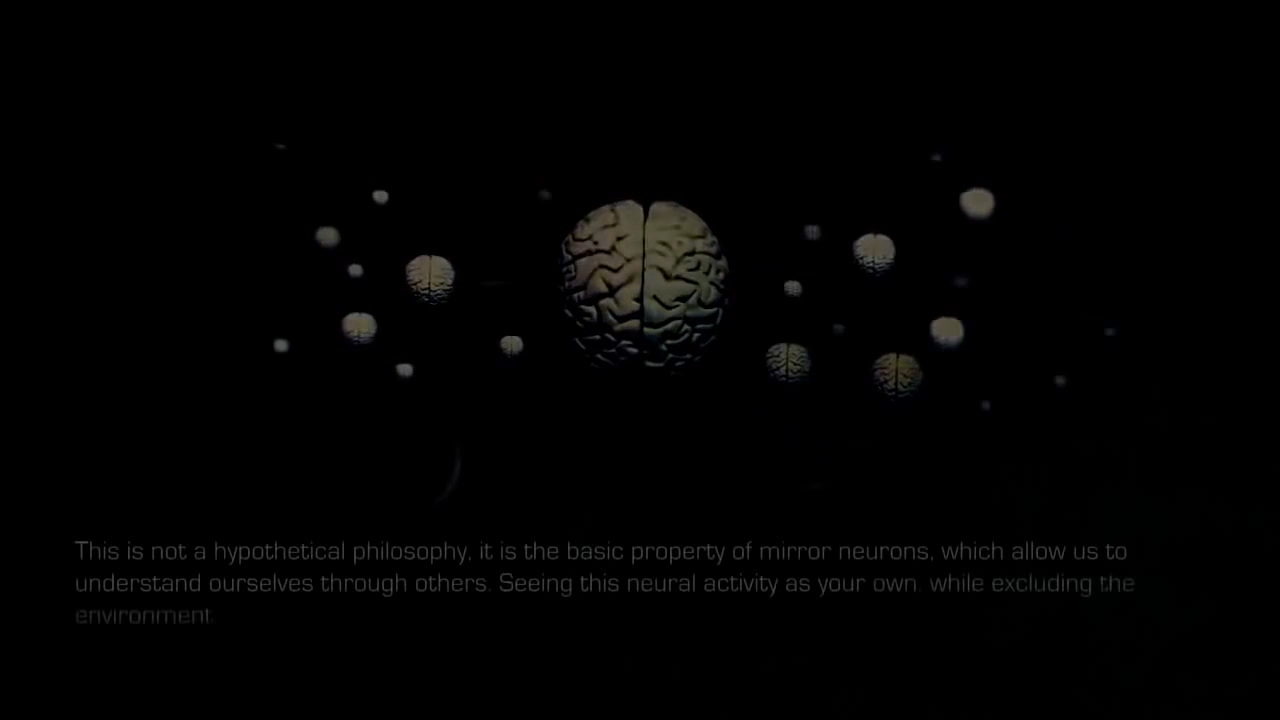 This is not a hypothetical philosophy, it is the basic property of mirror neurons, which allow us to
understand ourselves through others. Seeing this neural activity as your own, while excluding the
environment